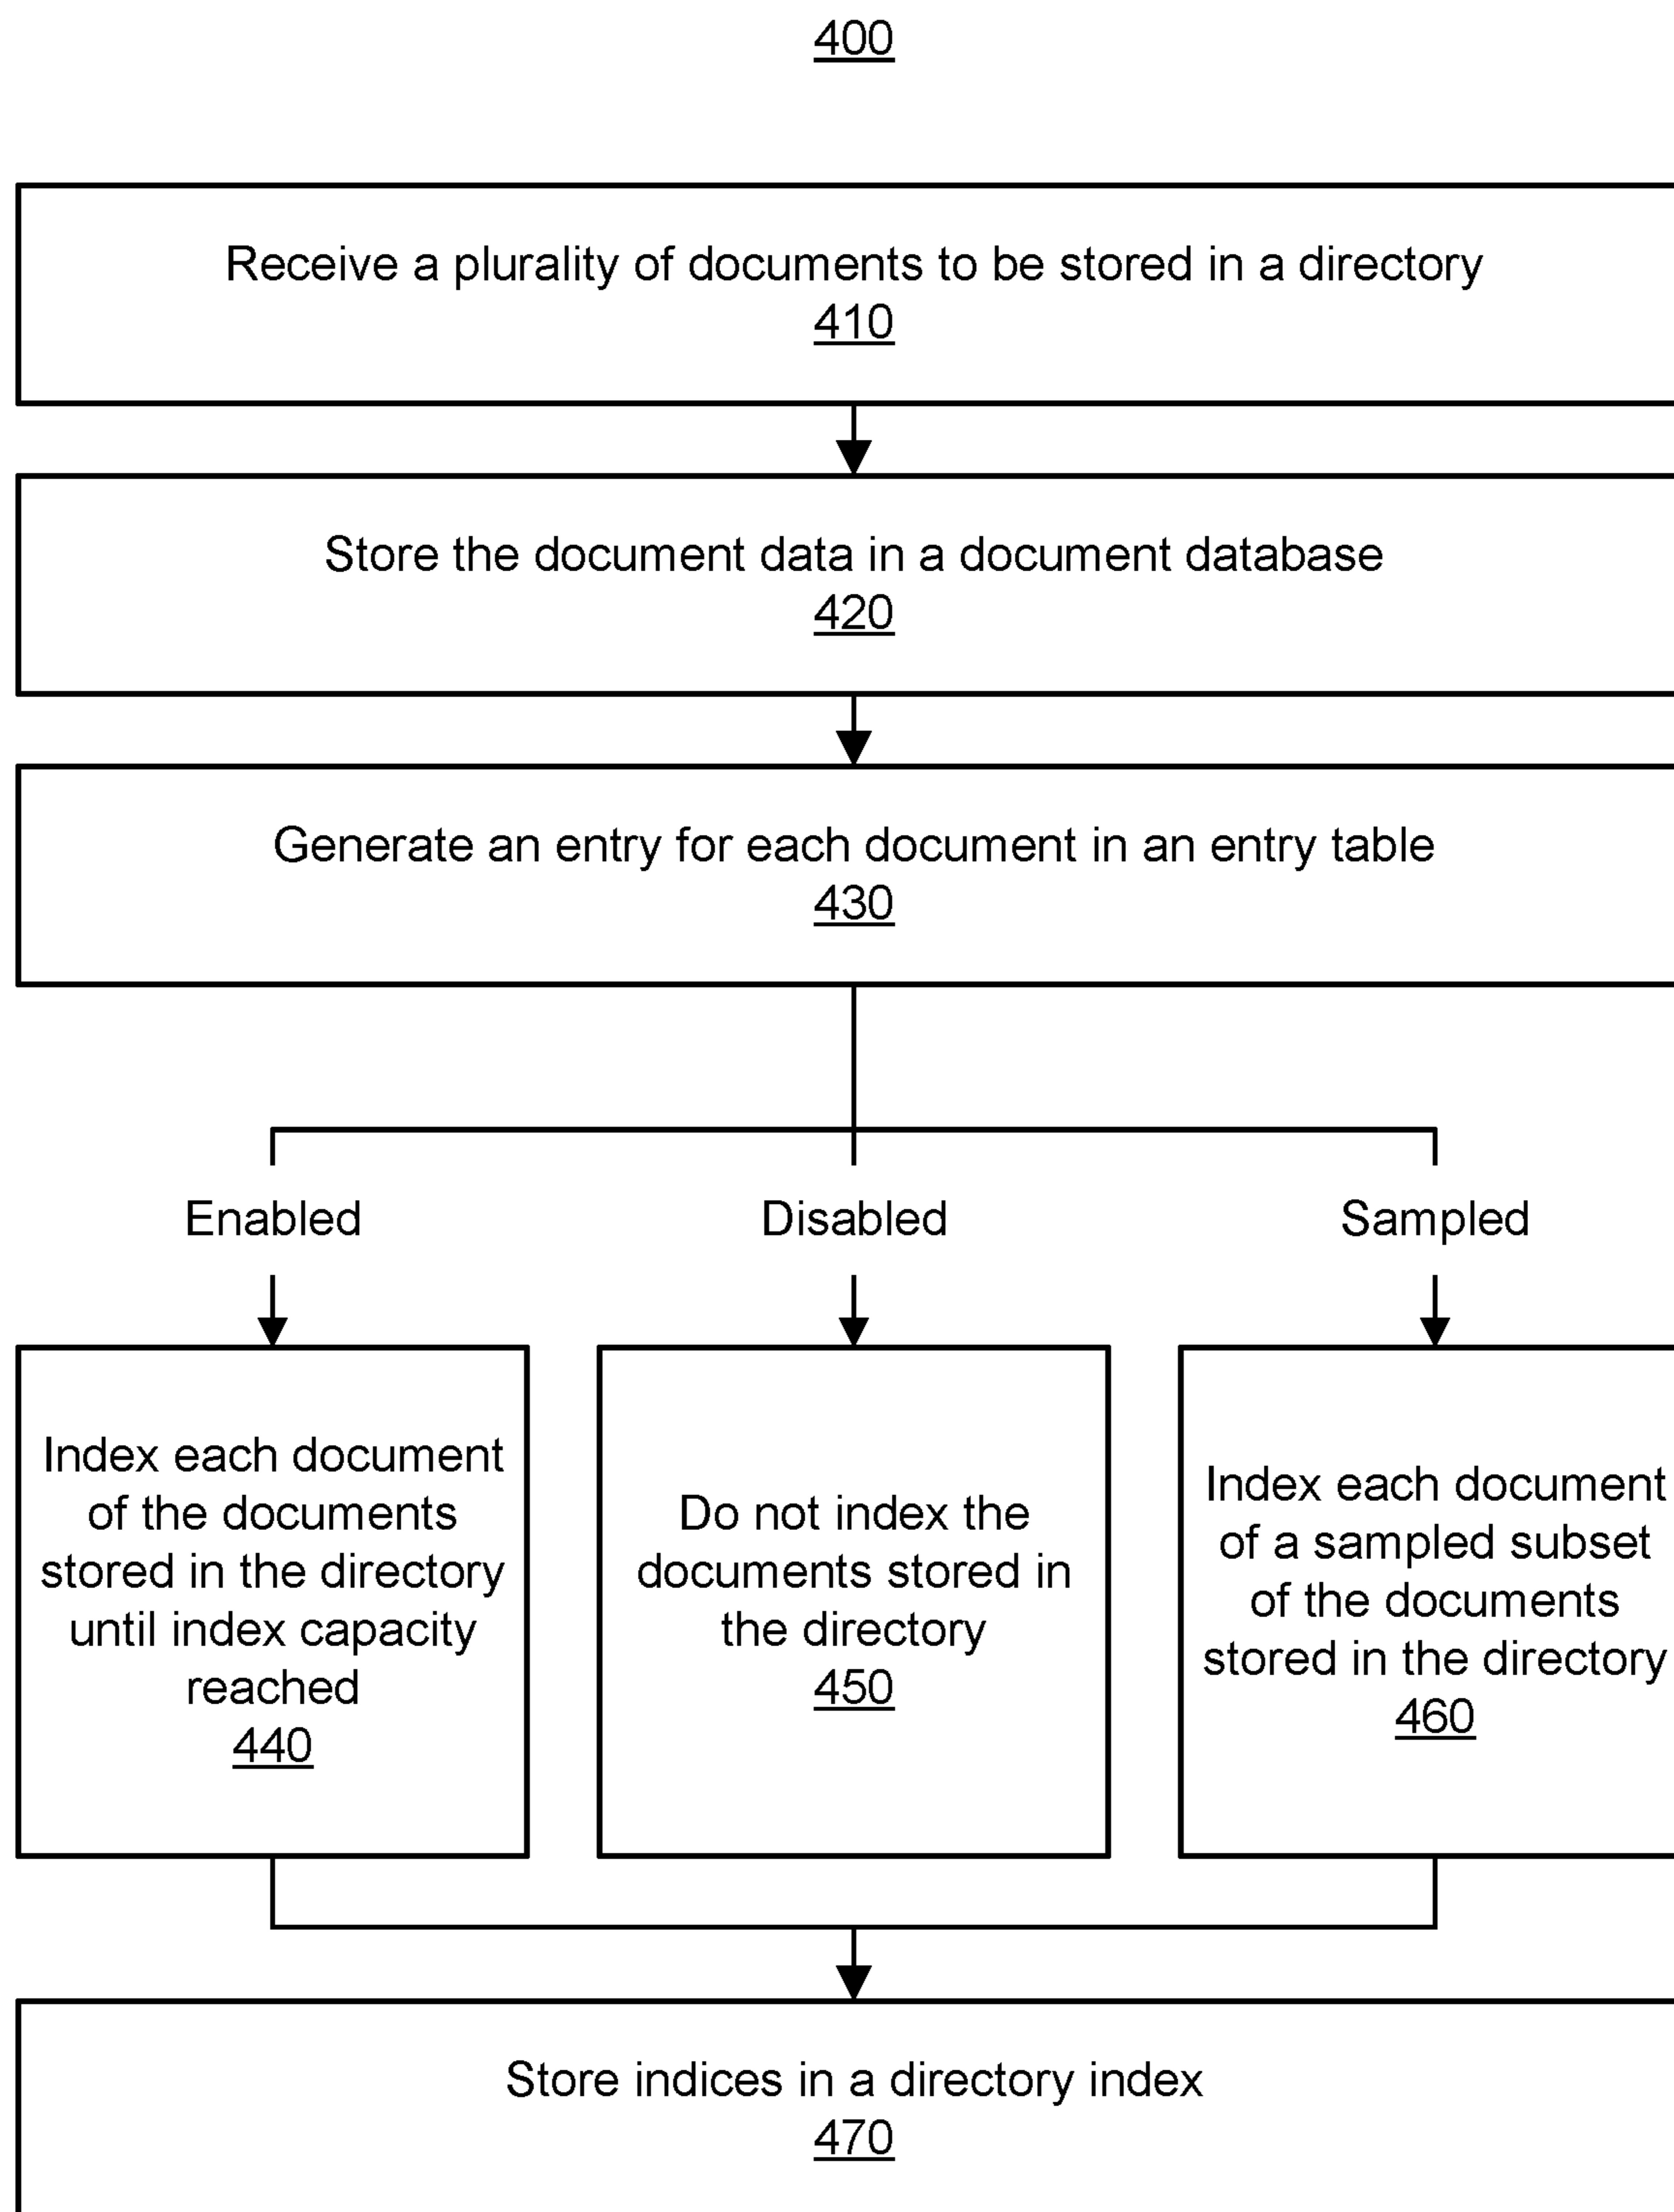 400
Receive a plurality of documents to be stored in a directory
410
Store the document data in a document database
420
Generate an entry for each document in an entry table
430
Enabled
Disabled
Sampled
Index each document
of the documents
stored in the directory
until index capacity
reached
440
Do not index the
documents stored in
the directory
450
Index each document
of a sampled subset
of the documents
stored in the directory
460
Store indices in a directory index
470